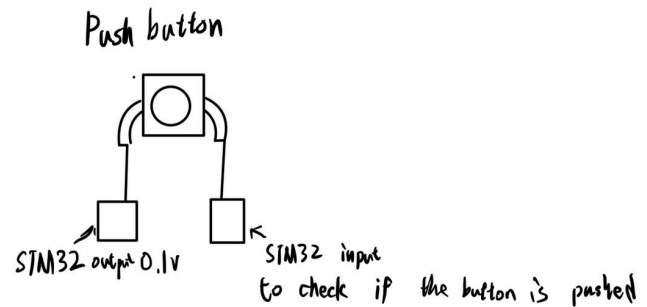 Push button
STM32 output 0.1v
STM32 input
to check if the button is pushed